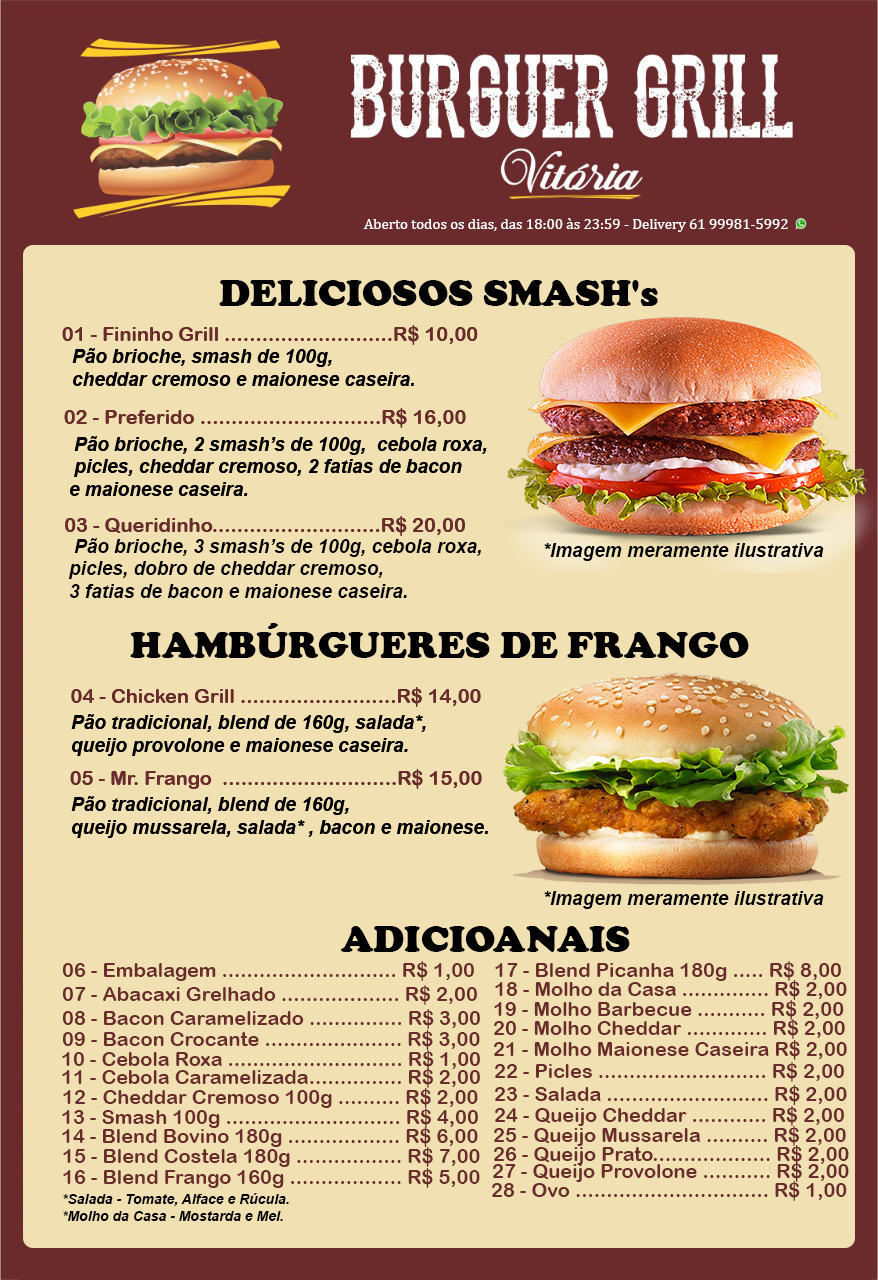 BURGUER GRILL
Vitória
Aberto todos os dias, das 18:00 às 23:59 - Delivery 61 99981-5992
DELICIOSOS SMASH's
01 - Fininho Grill ...........................R$ 10,00
Pão brioche, smash de 100g,
cheddar cremoso e maionese caseira.
02 - Preferido .............................R$ 16,00
Pão brioche, 2 smash’s de 100g, cebola roxa,
picles, cheddar cremoso, 2 fatias de bacon
e maionese caseira.
03 - Queridinho...........................R$ 20,00
Pão brioche, 3 smash’s de 100g, cebola roxa,
picles, dobro de cheddar cremoso,
3 fatias de bacon e maionese caseira.
*Imagem meramente ilustrativa
HAMBÚRGUERES DE FRANGO
04 - Chicken Grill .........................R$ 14,00
Pão tradicional, blend de 160g, salada*,
queijo provolone e maionese caseira.
05 - Mr. Frango ............................R$ 15,00
Pão tradicional, blend de 160g,
queijo mussarela, salada* , bacon e maionese.
*Imagem meramente ilustrativa
ADICIOANAIS
06 - Embalagem ............................ R$ 1,00
07 - Abacaxi Grelhado ................... R$ 2,00
08 - Bacon Caramelizado ............... R$ 3,00
09 - Bacon Crocante ...................... R$ 3,00
10 - Cebola Roxa ............................ R$ 1,00
11 - Cebola Caramelizada............... R$ 2,00
12 - Cheddar Cremoso 100g .......... R$ 2,00
13 - Smash 100g ............................ R$ 4,00
14 - Blend Bovino 180g .................. R$ 6,00
15 - Blend Costela 180g ................. R$ 7,00
16 - Blend Frango 160g .................. R$ 5,00
*Salada - Tomate, Alface e Rúcula.
*Molho da Casa - Mostarda e Mel.
17 - Blend Picanha 180g ..... R$ 8,00
18 - Molho da Casa .............. R$ 2,00
19 - Molho Barbecue ........... R$ 2,00
20 - Molho Cheddar ............. R$ 2,00
21 - Molho Maionese Caseira R$ 2,00
22 - Picles ........................... R$ 2,00
23 - Salada .......................... R$ 2,00
24 - Queijo Cheddar ............ R$ 2,00
25 - Queijo Mussarela .......... R$ 2,00
26 - Queijo Prato................... R$ 2,00
27 - Queijo Provolone ........... R$ 2,00
28 - Ovo ............................... R$ 1,00